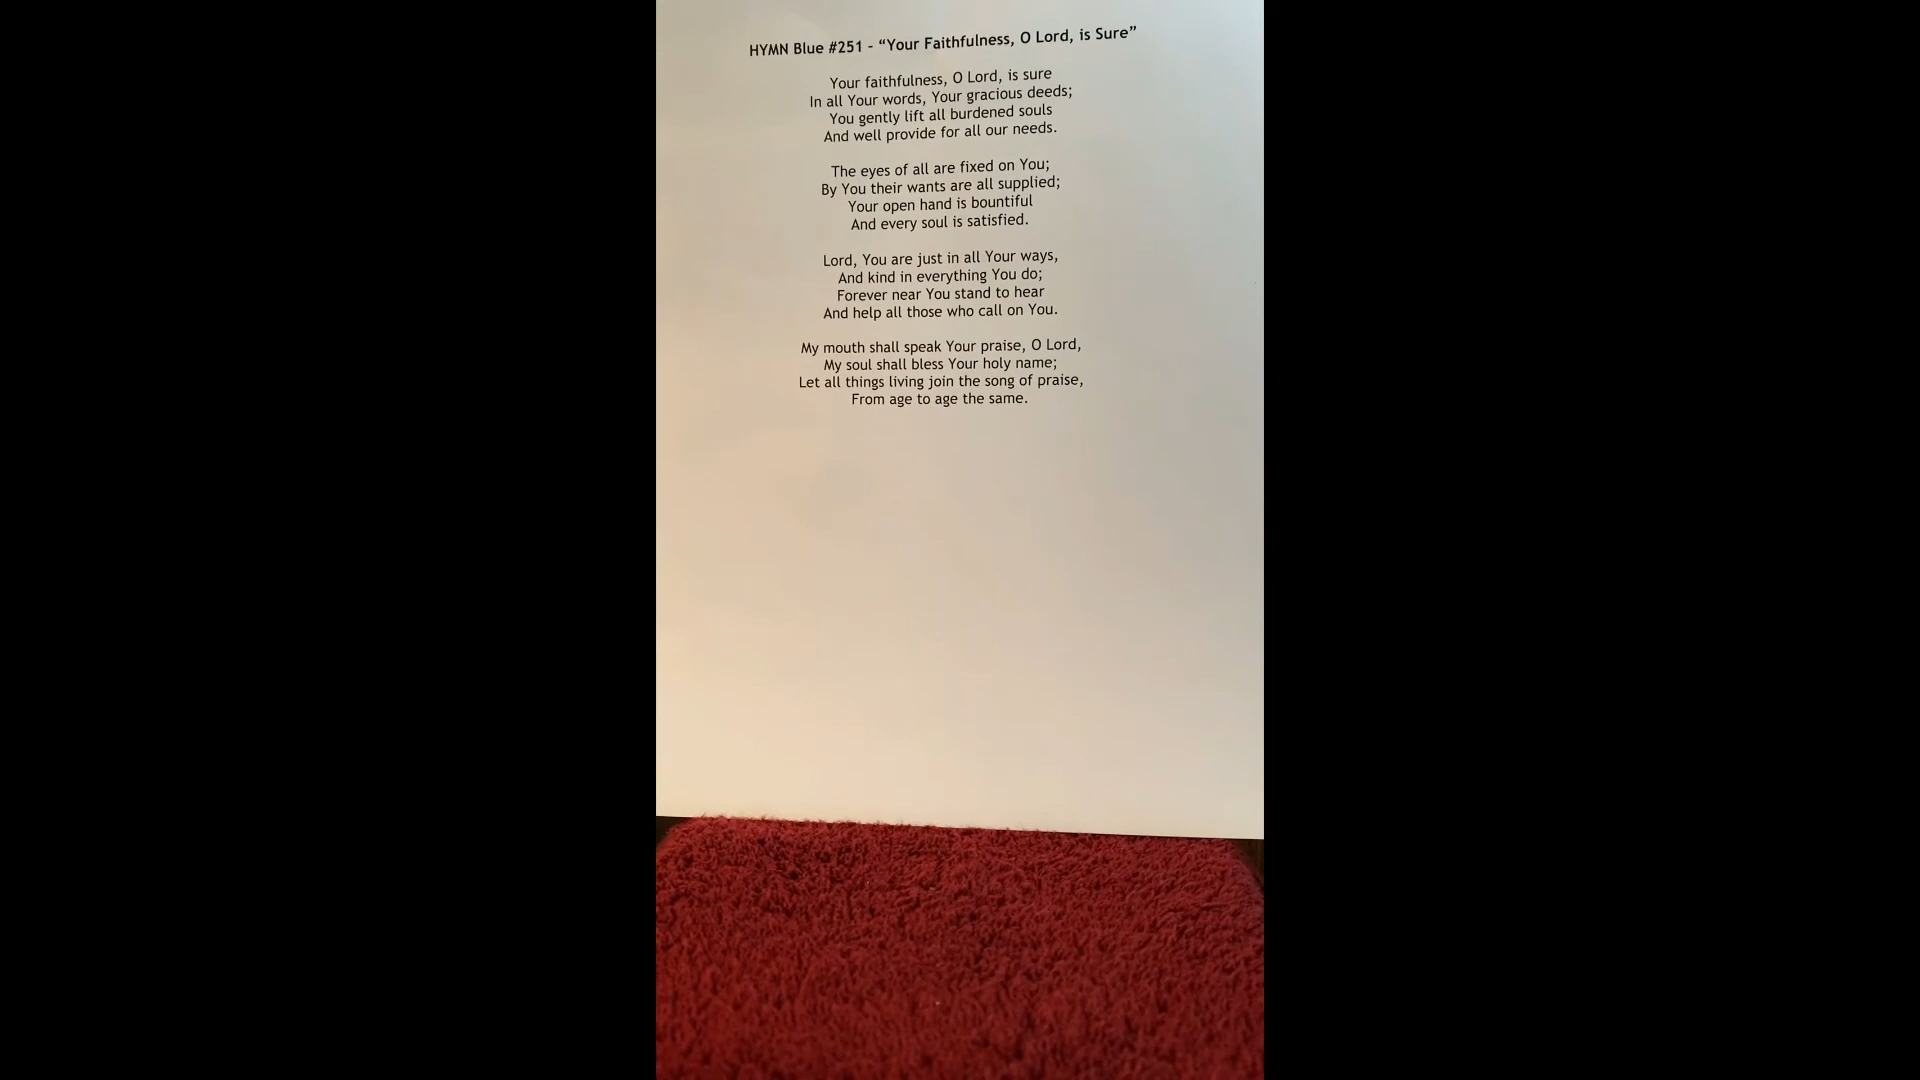 HYMN Blue #251 – “Your Faithfulness, O Lord, is Sure”
Your faithfulness, O Lord, is sure
In all Your words, Your gracious deeds;
You gently lift all burdened souls
And well provide for all our needs.
The eyes of all are fixed on You;
By You their wants are all supplied;
Your open hand is bountiful
And every soul is satisfied.
Lord, You are just in all Your ways,
And kind in everything You do;
Forever near You stand to hear
And help all those who call on You.
My mouth shall speak Your praise, O Lord,
My soul shall bless Your holy name;
Let all things living join the song of praise,
From age to age the same.